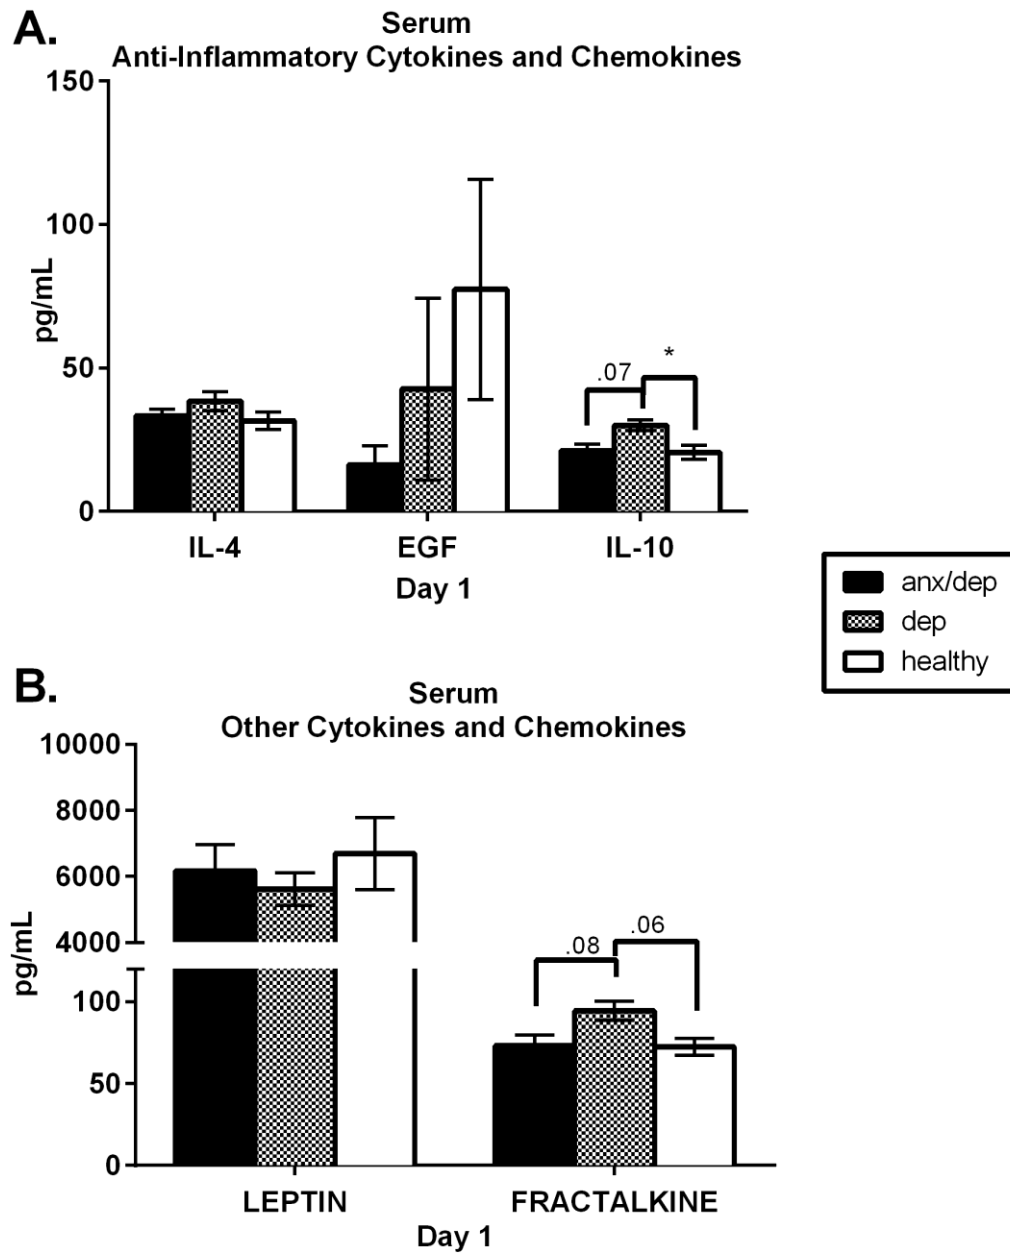 A.
Serum
Anti-Inflammatory Cytokines and Chemokines
150
100
50
0
pg/mL
.07
*
IL-4 EGF IL-10
Day 1
anx/dep
dep
healthy
B.
Serum
Other Cytokines and Chemokines
10000
8000
6000
4000
100
50
0
pg/mL
.08
.06
LEPTIN FRACTALKINE
Day 1